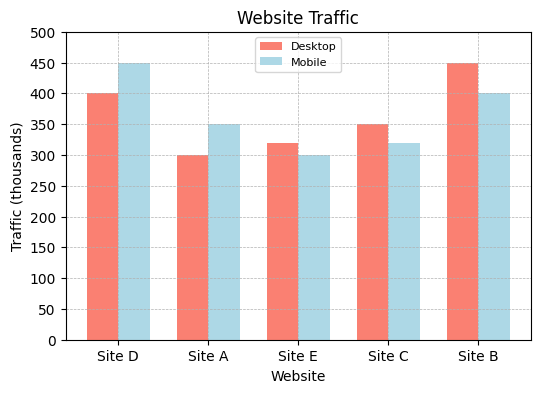 Website Traffic
Desktop
Mobile
Traffic (thousands)
500
450
400
350
300
250
200
150
100
50
0
Site D Site A Site E Site C Site B
Website